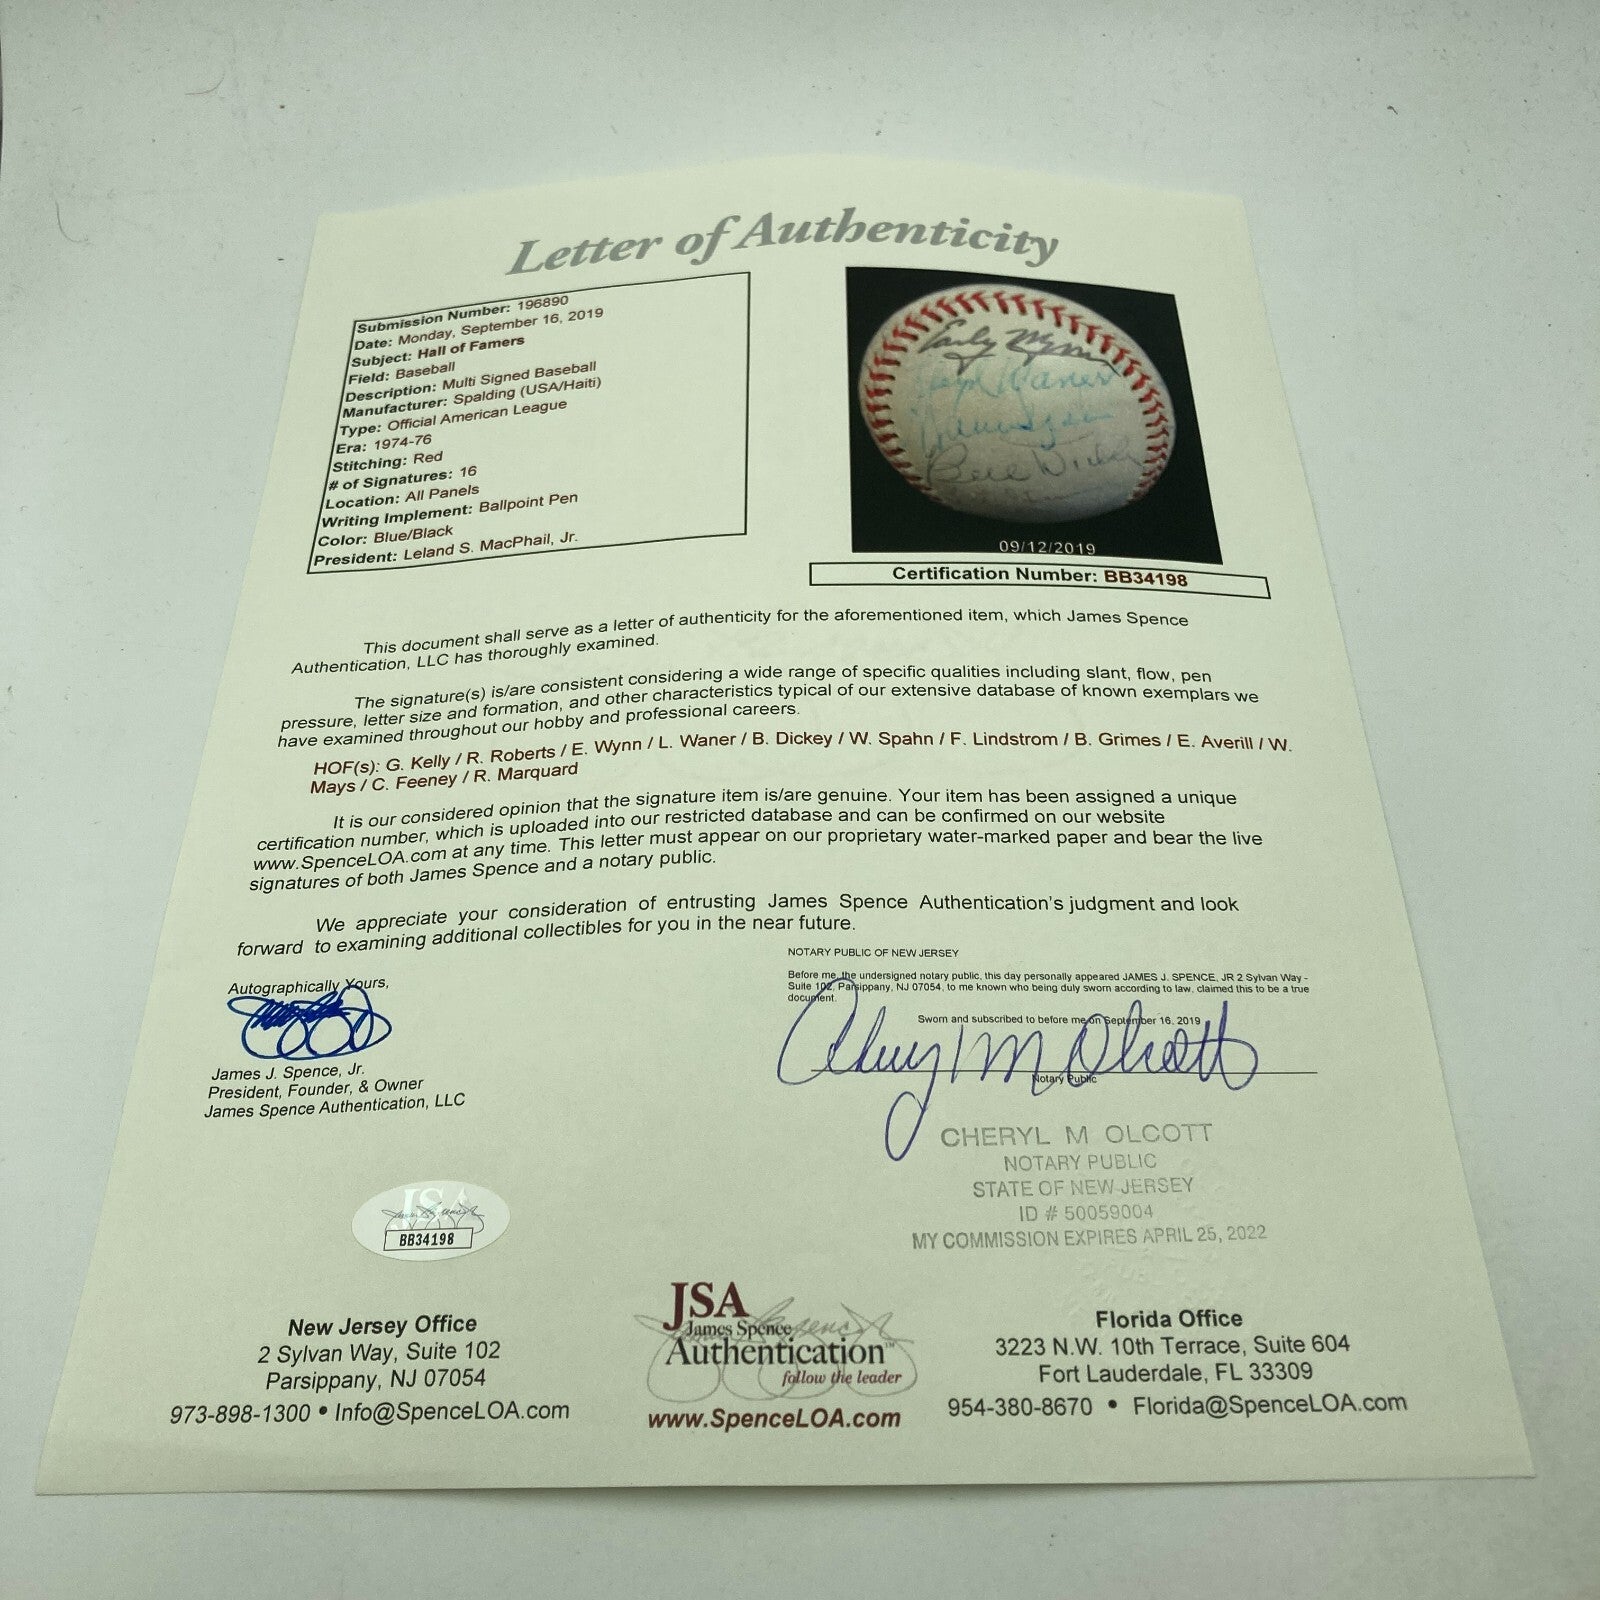 Letter of Authenticity
Submission Number: 196890
Date: Monday, September 16, 2019
Subject: Hall of Famers
Field: Baseball
Description: Multi Signed Baseball
Manufacturer: Spalding (USA/Haiti)
Type: Official American League
Era: 1974-76
Stitching: Red
# of Signatures: 16
Location: All Panels
Writing Implement: Ballpoint Pen
Color: Blue/Black
President: Leland S. MacPhail, Jr.
Early Wynn
Lloyd Waner
Bill Dickey
09/12/2019
Certification Number: BB34198
This document shall serve as a letter of authenticity for the aforementioned item, which James Spence
Authentication, LLC has thoroughly examined.
The signature(s) is/are consistent considering a wide range of specific qualities including slant, flow, pen
pressure, letter size and formation, and other characteristics typical of our extensive database of known exemplars we
have examined throughout our hobby and professional careers.
HOF(s): G. Kelly / R. Roberts / E. Wynn / L. Waner / B. Dickey / W. Spahn / F. Lindstrom / B. Grimes / E. Averill / W.
Mays / C. Feeney / R. Marquard
It is our considered opinion that the signature item is/are genuine. Your item has been assigned a unique
certification number, which is uploaded into our restricted database and can be confirmed on our website
www.SpenceLOA.com at any time. This letter must appear on our proprietary water-marked paper and bear the live
signatures of both James Spence and a notary public.
We appreciate your consideration of entrusting James Spence Authentication's judgment and look
forward to examining additional collectibles for you in the near future.
NOTARY PUBLIC OF NEW JERSEY
Before me, the undersigned notary public, this day personally appeared JAMES J. SPENCE, JR 2 Sylvan Way -
Suite 102, Parsippany, NJ 07054, to me known who being duly sworn according to law, claimed this to be a true
document.
Sworn and subscribed to before me on September 16, 2019
Cheryl M Olcott
Notary Public
Autographically Yours,
James J. Spence, Jr.
President, Founder, & Owner
James Spence Authentication, LLC
CHERYL M OLCOTT
NOTARY PUBLIC
STATE OF NEW JERSEY
ID # 50059004
MY COMMISSION EXPIRES APRIL 25, 2022
JSA
BB34198
New Jersey Office
2 Sylvan Way, Suite 102
Parsippany, NJ 07054
973-898-1300 • Info@SpenceLOA.com
JSA
James Spence
Authentication™
follow the leader
www.SpenceLOA.com
Florida Office
3223 N.W. 10th Terrace, Suite 604
Fort Lauderdale, FL 33309
954-380-8670 • Florida@SpenceLOA.com